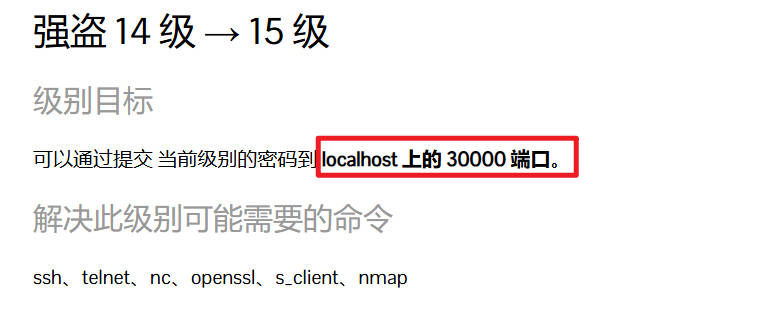 强盗 14 级 → 15 级
级别目标
可以通过提交 当前级别的密码到 localhost 上的 30000 端口。
解决此级别可能需要的命令
ssh、telnet、nc、openssl、s_client、nmap